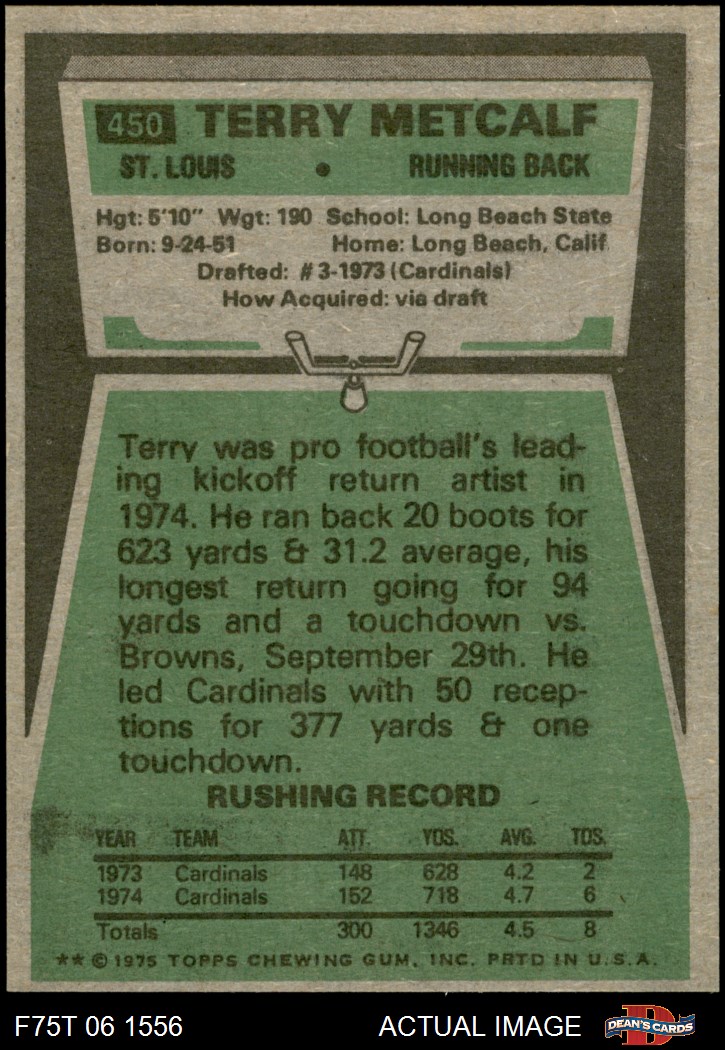 450 TERRY METCALF
ST. LOUIS • RUNNING BACK
Hgt: 5'10" Wgt: 190 School: Long Beach State
Born: 9-24-51 Home: Long Beach, Calif.
Drafted: #3-1973 (Cardinals)
How Acquired: via draft
Terry was pro football's lead-
ing kickoff return artist in
1974. He ran back 20 boots for
623 yards & 31.2 average, his
longest return going for 94
yards and a touchdown vs.
Browns, September 29th. He
led Cardinals with 50 recep-
tions for 377 yards & one
touchdown.
RUSHING RECORD
YEAR TEAM ATT. YDS. AVG. TDS.
1973 Cardinals 148 628 4.2 2
1974 Cardinals 152 718 4.7 6
Totals 300 1346 4.5 8
** © 1975 TOPPS CHEWING GUM, INC. PRTD IN U.S.A.
F75T 06 1556 ACTUAL IMAGE D DEAN'S CARDS